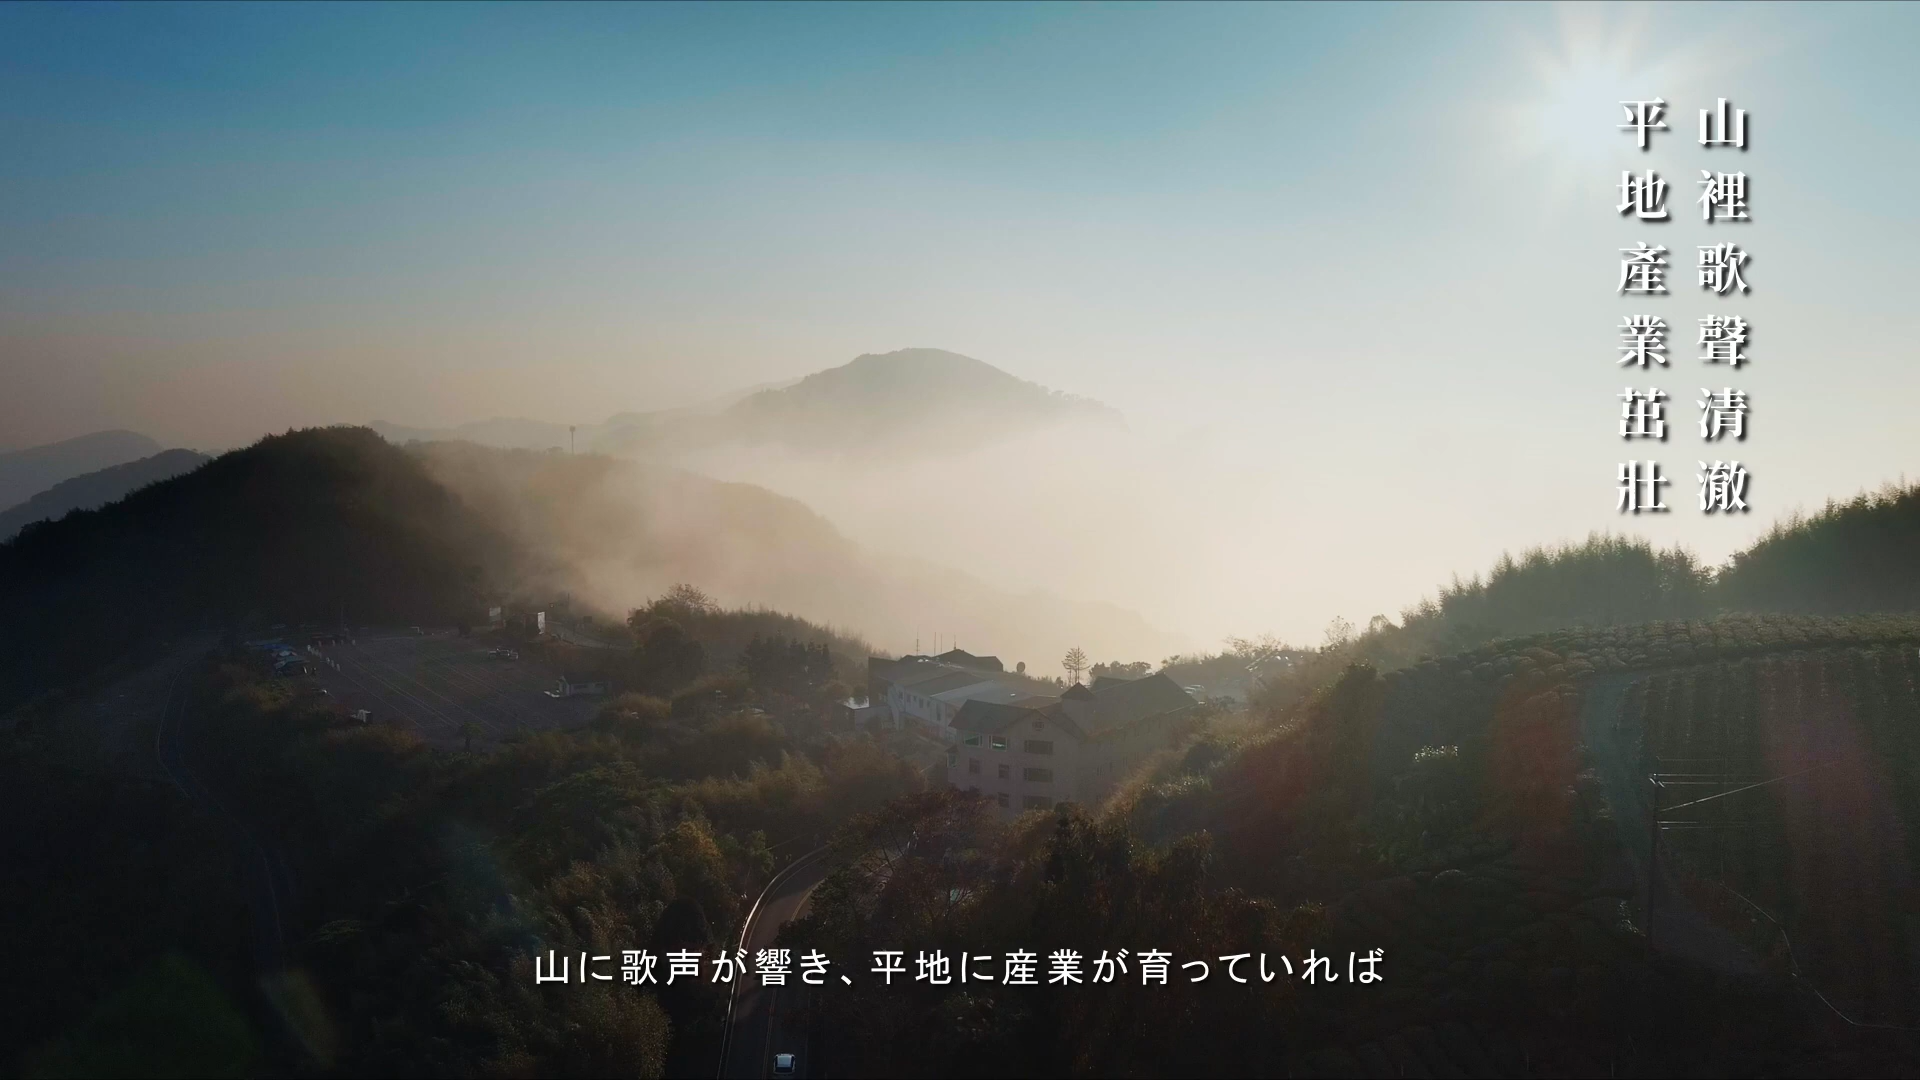 山裡歌聲清澈
平地產業茁壯
山に歌声が響き、平地に産業が育っていれば